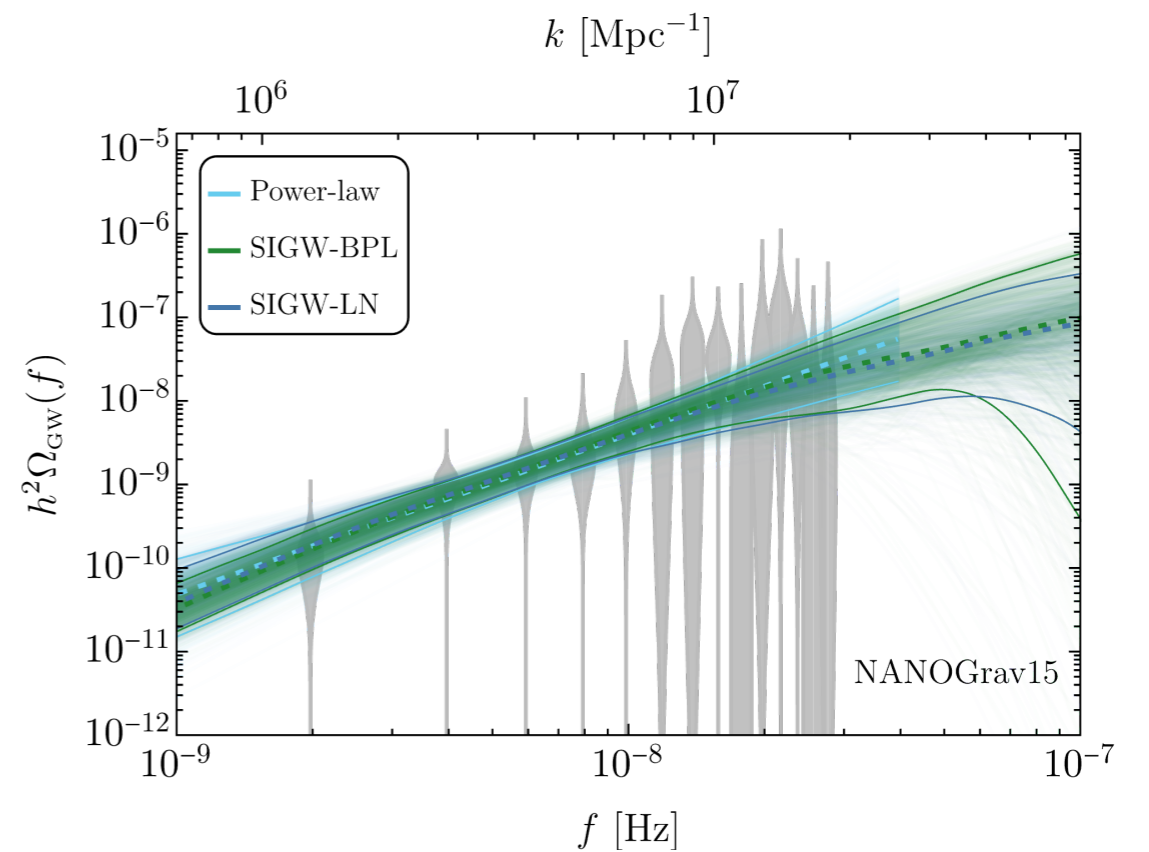 k [Mpc⁻¹]
10⁶ 10⁷
10⁻⁵
10⁻⁶
10⁻⁷
10⁻⁸
10⁻⁹
10⁻¹⁰
10⁻¹¹
10⁻¹²
h²Ω_GW(f)
Power-law
SIGW-BPL
SIGW-LN
NANOGrav15
10⁻⁹ 10⁻⁸ 10⁻⁷
f [Hz]